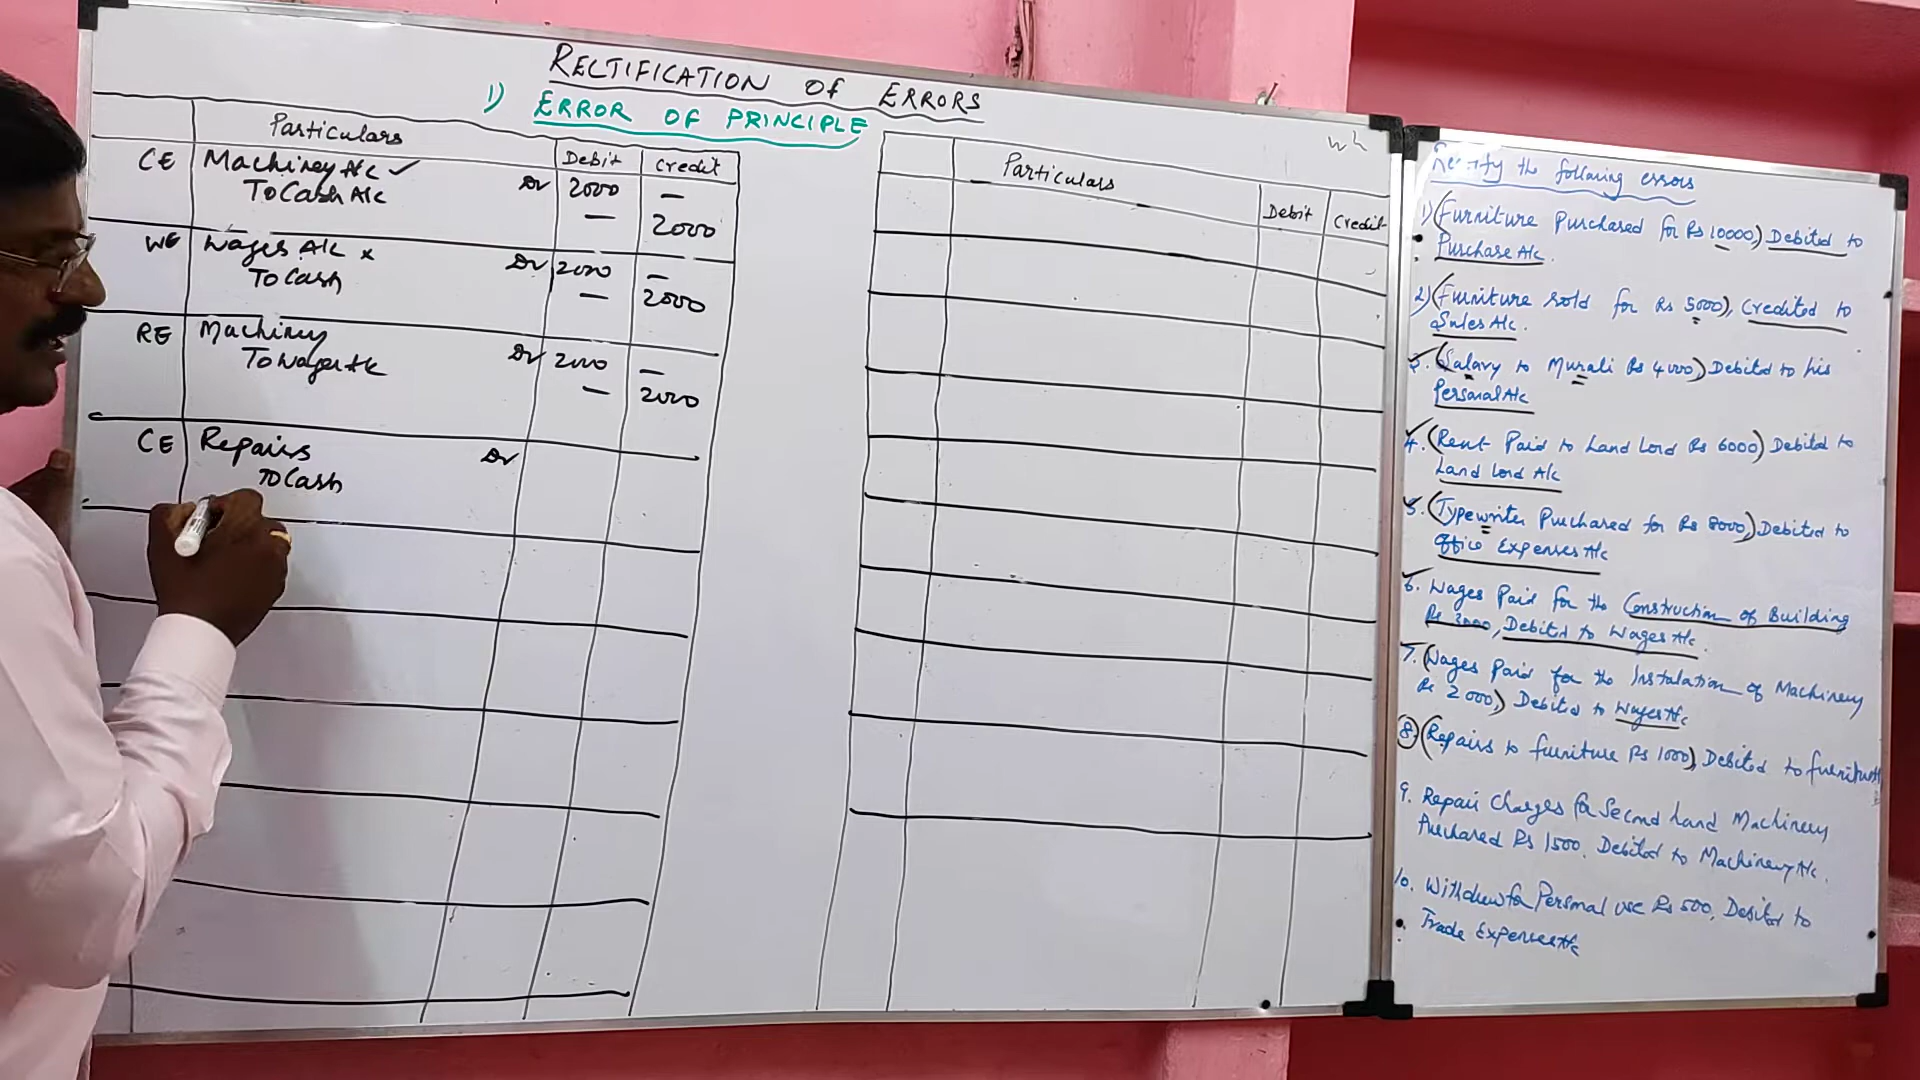 RECTIFICATION Of ERRORS
1) ERROR OF PRINCIPLE
Particulars Debit Credit
CE Machinery A/c ✓ Dr 2000 —
To Cash A/c — 2000
WE Wages A/c × Dr 2000 —
To Cash — 2000
RE Machinery Dr 2000 —
To Wages A/c — 2000
CE Repairs Dr
To Cash
Particulars Debit Credit
the following errors
1) (Furniture Purchased for Rs 10000,) Debited to
Purchase A/c.
2) (Furniture sold for Rs 5000), Credited to
Sales A/c.
3. (Salary to Murali Rs 4000) Debited to his
Personal A/c
4. (Rent Paid to Land Lord Rs 6000) Debited to
Land Lord A/c
5. (Typewriter Purchased for Rs 8000) Debited to
Office Expenses A/c
6. Wages Paid for the Construction of Building
Rs 3000, Debited to Wages A/c.
7. (Wages Paid for the Instalation of Machinery
Rs 2000,) Debited to Wages A/c
8. (Repairs to furniture Rs 1000), Debited to furniture
9. Repair Charges for Second hand Machinery
Purchased Rs 1500. Debited to Machinery A/c.
10. Withdrew for Personal use Rs 500, Debited to
Trade Expenses A/c